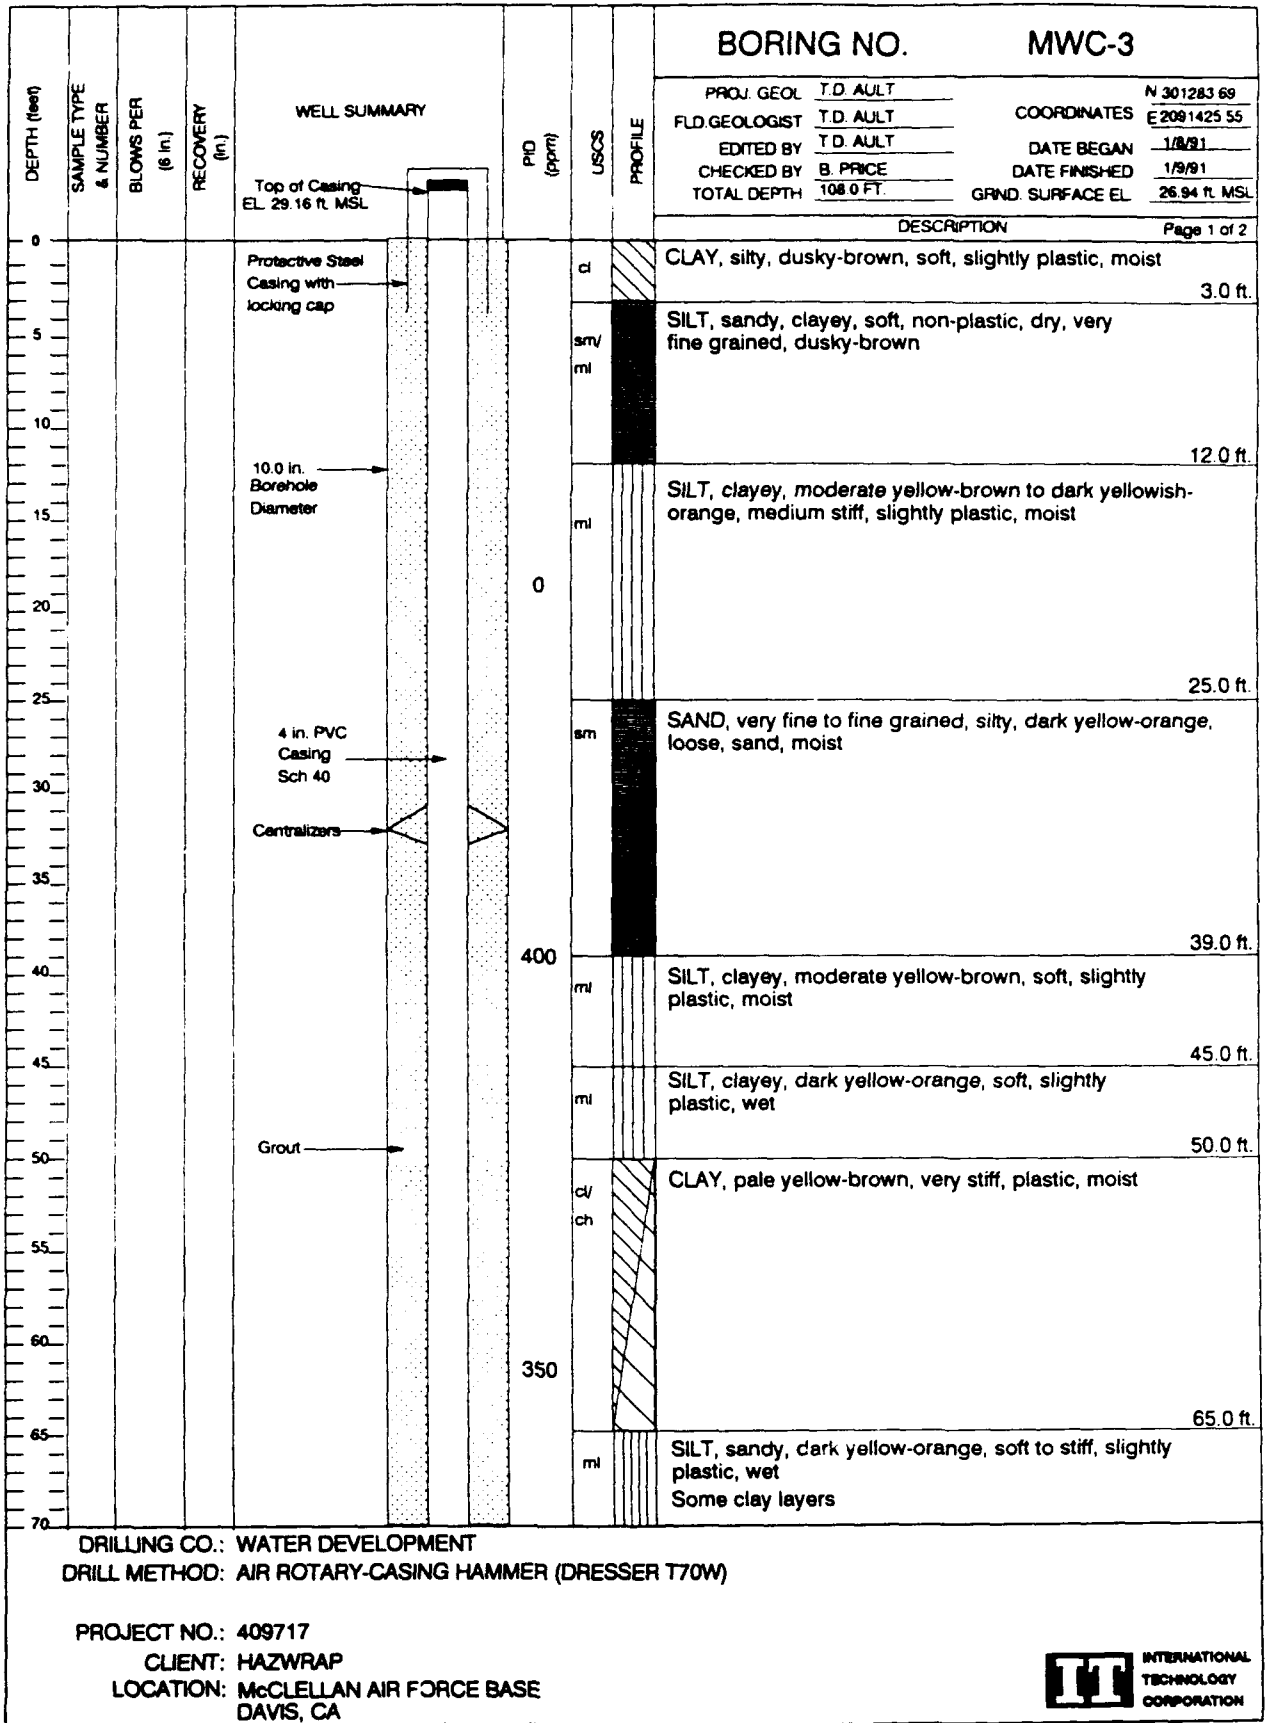 BORING NO. MWC-3
DEPTH (feet)
SAMPLE TYPE & NUMBER
BLOWS PER (6 in.)
RECOVERY (in.)
WELL SUMMARY
PID (ppm)
USCS
PROFILE
PROJ. GEOL T.D. AULT
FLD.GEOLOGIST T.D. AULT
EDITED BY T D. AULT
CHECKED BY B. PRICE
TOTAL DEPTH 108.0 FT.
COORDINATES N 301283 69
E 2091425 55
DATE BEGAN 1/8/91
DATE FINISHED 1/9/91
GRND. SURFACE EL 26.94 ft. MSL
DESCRIPTION Page 1 of 2
Top of Casing
EL. 29.16 ft. MSL
0
Protective Steel
Casing with
locking cap
cl
CLAY, silty, dusky-brown, soft, slightly plastic, moist
3.0 ft.
5
sm/
ml
SILT, sandy, clayey, soft, non-plastic, dry, very
fine grained, dusky-brown
10
12.0 ft.
10.0 in.
Borehole
Diameter
15
ml
SILT, clayey, moderate yellow-brown to dark yellowish-
orange, medium stiff, slightly plastic, moist
0
20
25.0 ft.
25
4 in. PVC
Casing
Sch 40
sm
SAND, very fine to fine grained, silty, dark yellow-orange,
loose, sand, moist
30
Centralizers
35
39.0 ft.
400
40
ml
SILT, clayey, moderate yellow-brown, soft, slightly
plastic, moist
45.0 ft.
45
ml
SILT, clayey, dark yellow-orange, soft, slightly
plastic, wet
Grout
50.0 ft.
50
cl/
ch
CLAY, pale yellow-brown, very stiff, plastic, moist
55
60
350
65.0 ft.
65
ml
SILT, sandy, dark yellow-orange, soft to stiff, slightly
plastic, wet
Some clay layers
70
DRILLING CO.: WATER DEVELOPMENT
DRILL METHOD: AIR ROTARY-CASING HAMMER (DRESSER T70W)
PROJECT NO.: 409717
CLIENT: HAZWRAP
LOCATION: McCLELLAN AIR FORCE BASE
DAVIS, CA
IT INTERNATIONAL
TECHNOLOGY
CORPORATION